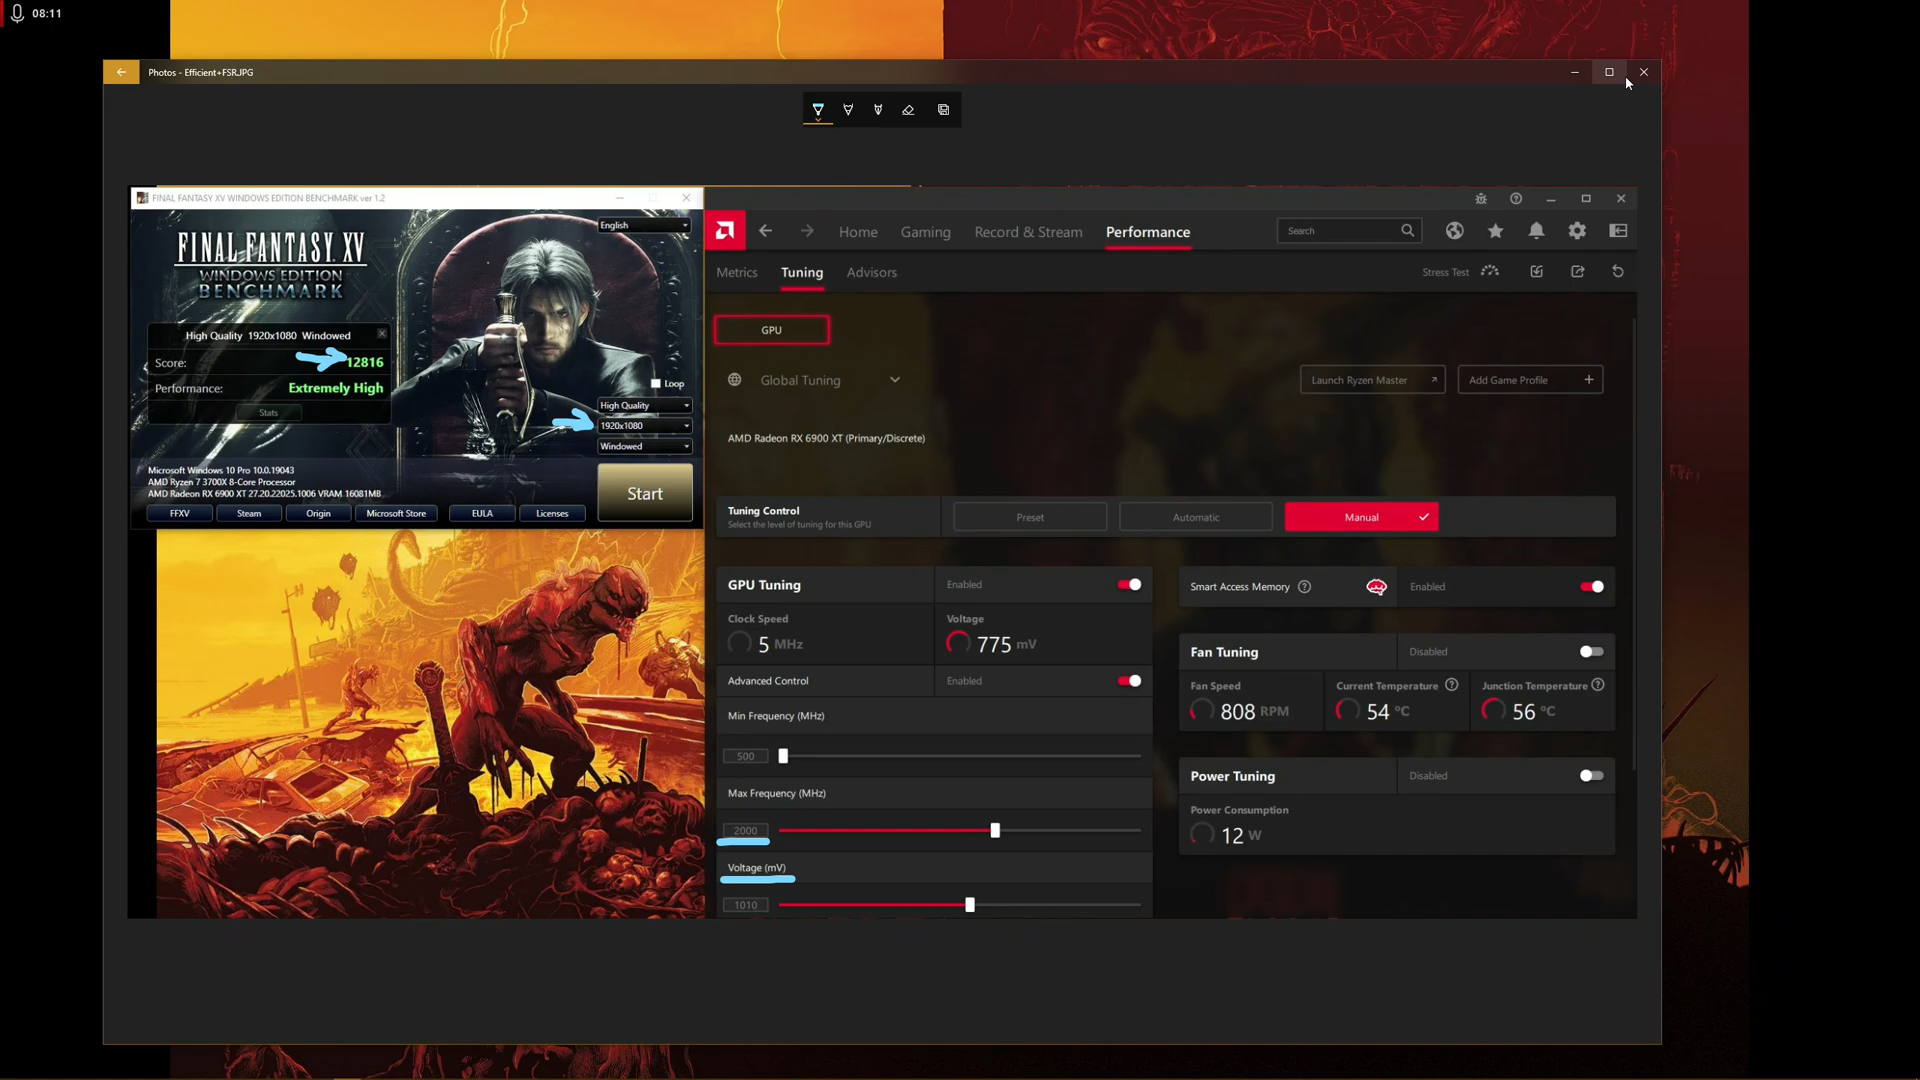 08:11
Photos - Efficient+FSR.JPG
FINAL FANTASY XV WINDOWS EDITION BENCHMARK ver 1.2
English
FINAL FANTASY XV
WINDOWS EDITION
BENCHMARK
High Quality 1920x1080 Windowed
Score: 12816
Performance: Extremely High
Stats
Loop
High Quality
1920x1080
Windowed
Start
Microsoft Windows 10 Pro 10.0.19043
AMD Ryzen 7 3700X 8-Core Processor
AMD Radeon RX 6900 XT 27.20.22025.1006 VRAM 16081MB
FFXV Steam Origin Microsoft Store EULA Licenses
Home Gaming Record & Stream Performance Search
Metrics Tuning Advisors Stress Test
GPU
Global Tuning
Launch Ryzen Master
Add Game Profile
AMD Radeon RX 6900 XT (Primary/Discrete)
Tuning Control
Select the level of tuning for this GPU
Preset Automatic Manual
GPU Tuning Enabled
Clock Speed Voltage
5 MHz 775 mV
Advanced Control Enabled
Min Frequency (MHz)
500
Max Frequency (MHz)
2000
Voltage (mV)
1010
Smart Access Memory Enabled
Fan Tuning Disabled
Fan Speed Current Temperature Junction Temperature
808 RPM 54 °C 56 °C
Power Tuning Disabled
Power Consumption
12 W